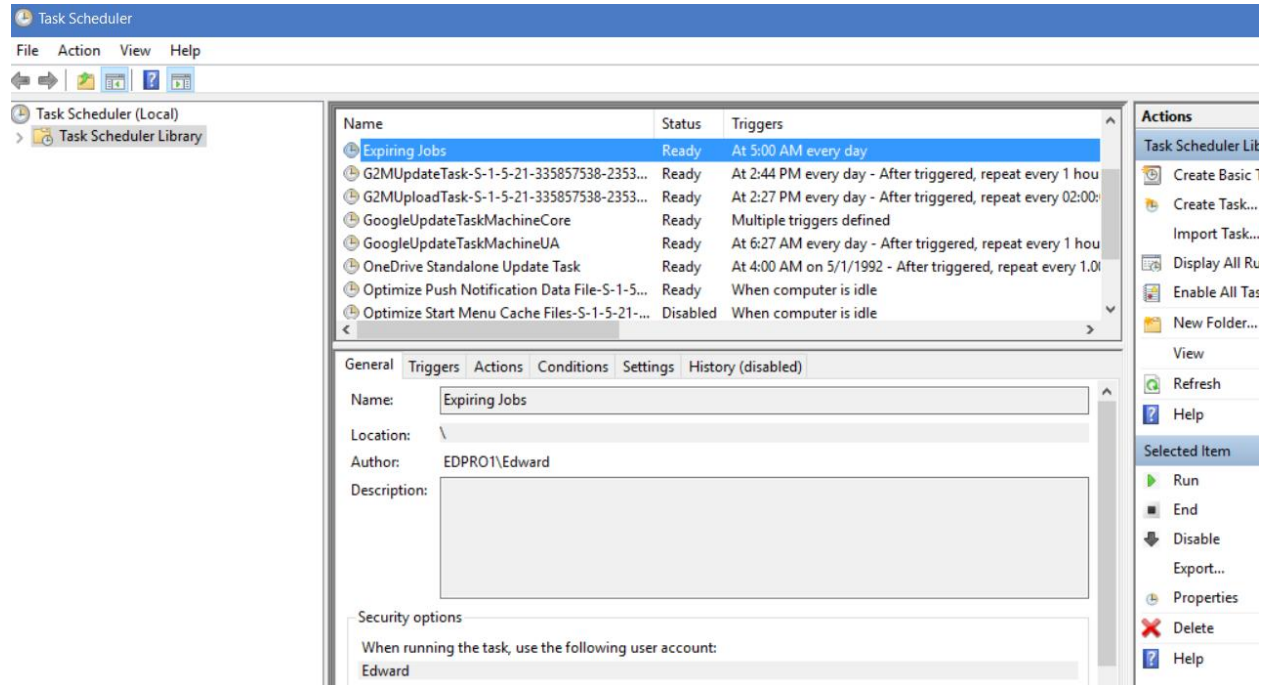 Task Scheduler
File Action View Help
Task Scheduler (Local)
Task Scheduler Library
Name Status Triggers
Expiring Jobs Ready At 5:00 AM every day
G2MUpdateTask-S-1-5-21-335857538-2353... Ready At 2:44 PM every day - After triggered, repeat every 1 hou
G2MUploadTask-S-1-5-21-335857538-2353... Ready At 2:27 PM every day - After triggered, repeat every 02:00:
GoogleUpdateTaskMachineCore Ready Multiple triggers defined
GoogleUpdateTaskMachineUA Ready At 6:27 AM every day - After triggered, repeat every 1 hou
OneDrive Standalone Update Task Ready At 4:00 AM on 5/1/1992 - After triggered, repeat every 1.0
Optimize Push Notification Data File-S-1-5... Ready When computer is idle
Optimize Start Menu Cache Files-S-1-5-21-... Disabled When computer is idle
General Triggers Actions Conditions Settings History (disabled)
Name: Expiring Jobs
Location: \
Author: EDPRO1\Edward
Description:
Security options
When running the task, use the following user account:
Edward
Actions
Task Scheduler Lib
Create Basic T
Create Task...
Import Task...
Display All Ru
Enable All Tas
New Folder...
View
Refresh
Help
Selected Item
Run
End
Disable
Export...
Properties
Delete
Help